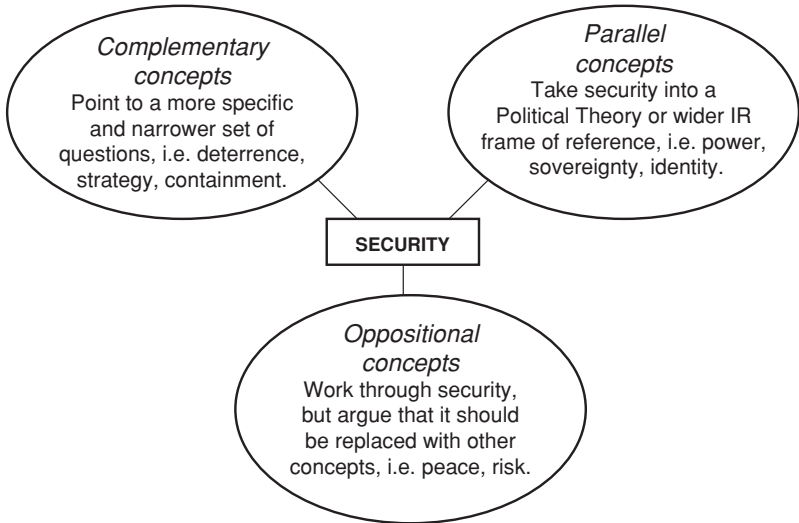 Complementary
concepts
Point to a more specific
and narrower set of
questions, i.e. deterrence,
strategy, containment.
Parallel
concepts
Take security into a
Political Theory or wider IR
frame of reference, i.e. power,
sovereignty, identity.
SECURITY
Oppositional
concepts
Work through security,
but argue that it should
be replaced with other
concepts, i.e. peace, risk.